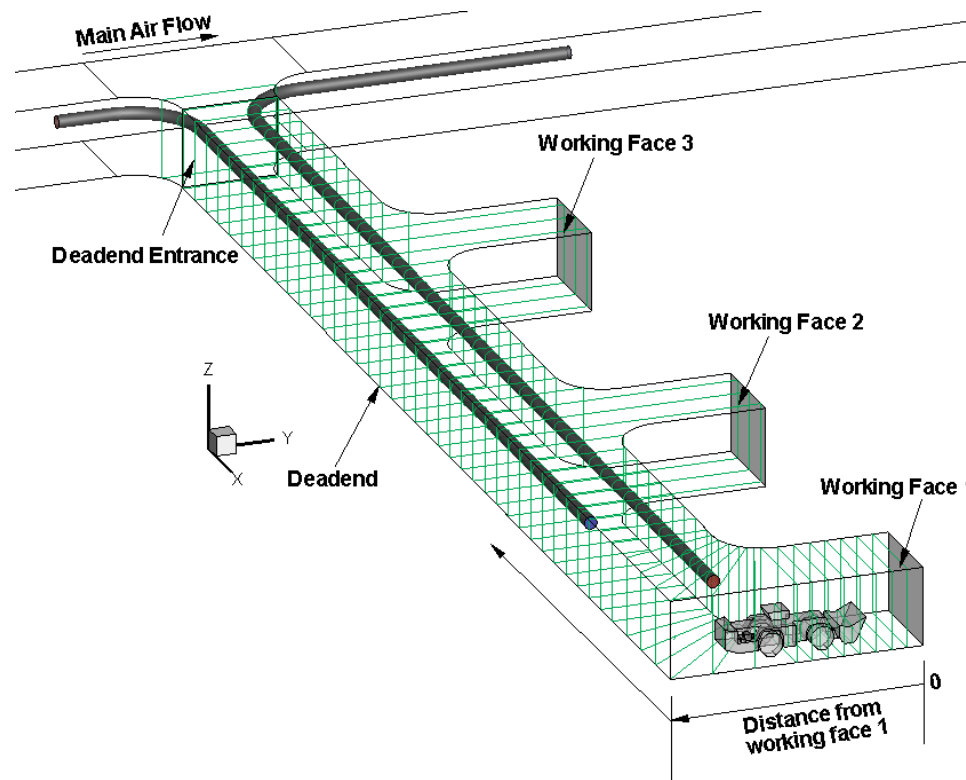 Main Air Flow
Working Face 3
Deadend Entrance
Working Face 2
Z
Y
X
Deadend
Working Face
0
Distance from
working face 1